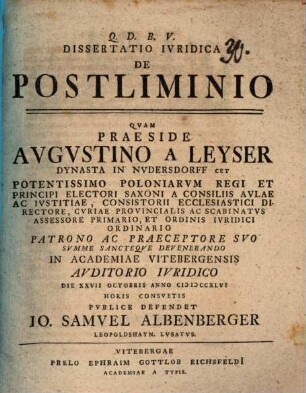 Q. D. B. V.
DISSERTATIO IVRIDICA
30.
DE
POSTLIMINIO
QVAM
PRAESIDE
AVGVSTINO A LEYSER
DYNASTA IN NVDERSDORFF CET
POTENTISSIMO POLONIARVM REGI ET
PRINCIPI ELECTORI SAXONI A CONSILIIS AVLAE
AC IVSTITIAE, CONSISTORII ECCLESIASTICI DI-
RECTORE, CVRIAE PROVINCIALIS AC SCABINATVS
ASSESSORE PRIMARIO, ET ORDINIS IVRIDICI
ORDINARIO
PATRONO AC PRAECEPTORE SVO
SVMME SANCTEQVE DEVENERANDO
IN ACADEMIAE VITEBERGENSIS
AVDITORIO IVRIDICO
DIE XXVII OCTOBRIS ANNO CIↃIↃCCXLVI
HORIS CONSVETIS
PVBLICE DEFENDET
IO. SAMVEL ALBENBERGER
LEOPOLDSHAYN. LVSATVS.
VITEBERGAE
PRELO EPHRAIM GOTTLOB EICHSFELDI
ACADEMIAE A TYPIS.